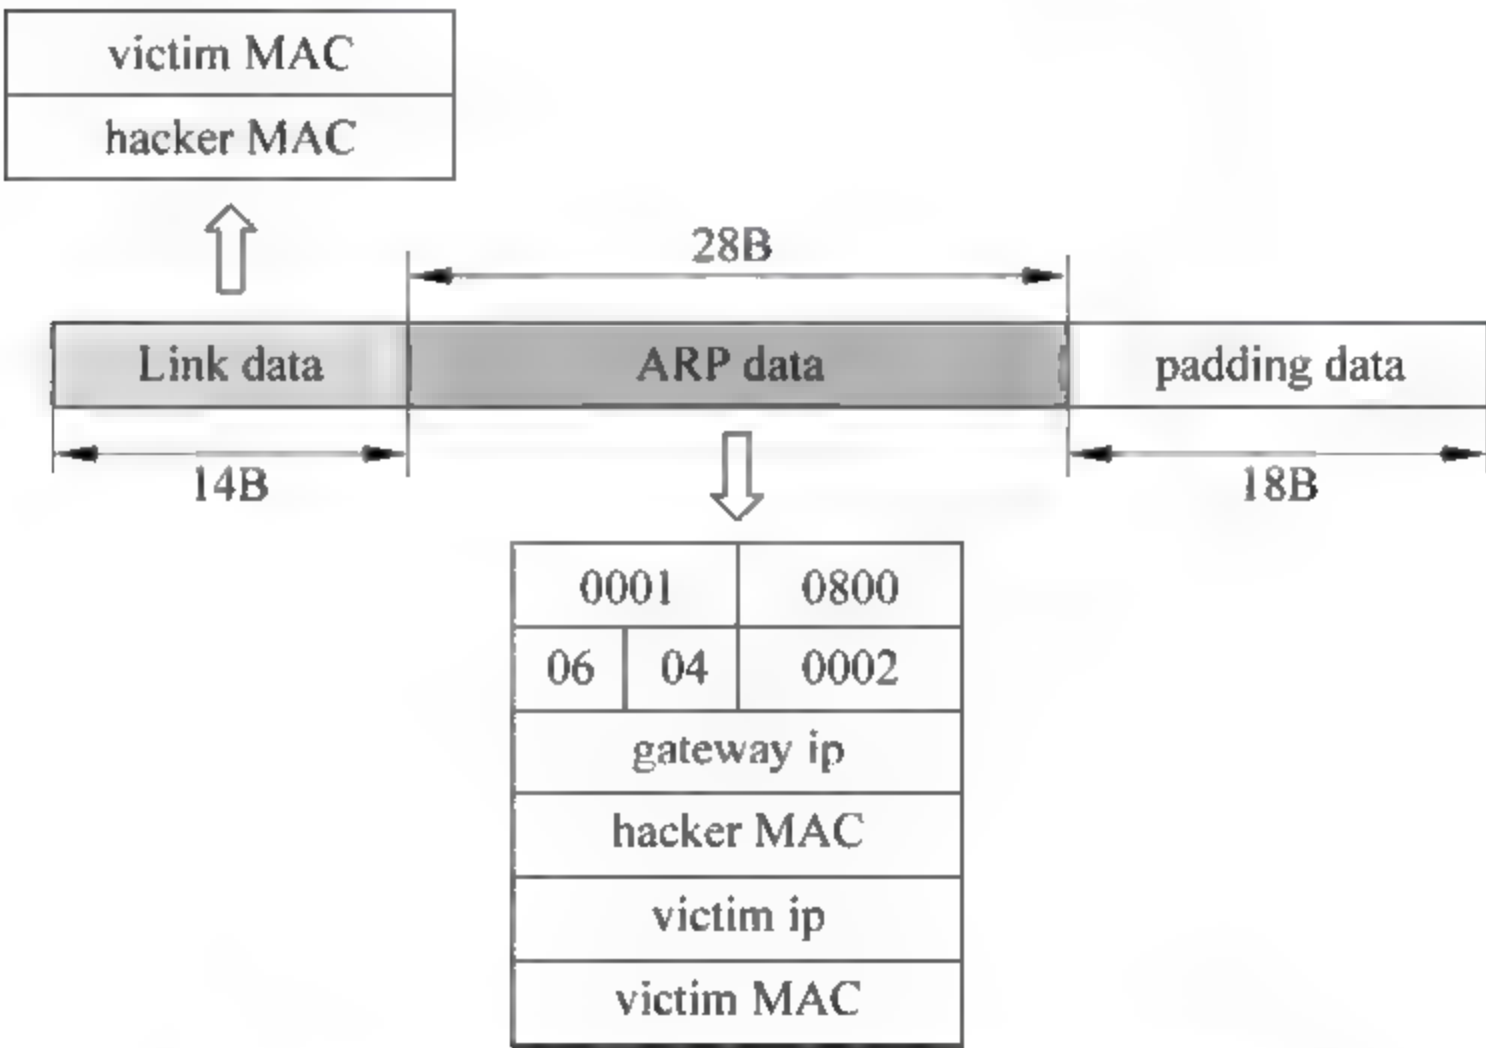 victim MAC
hacker MAC
28B
Link data ARP data padding data
14B 18B
0001 0800
06 04 0002
gateway ip
hacker MAC
victim ip
victim MAC